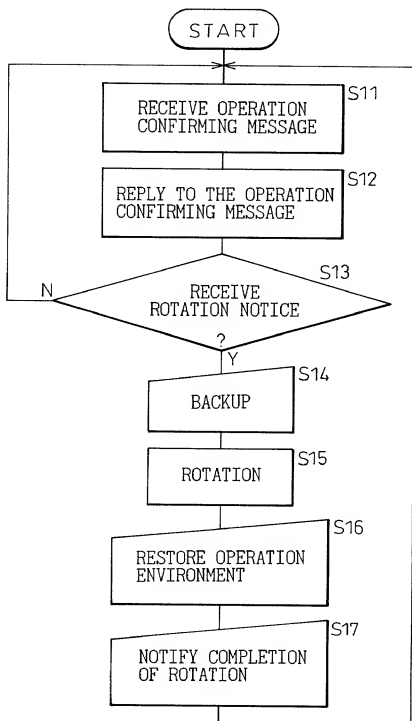 START
S11
RECEIVE OPERATION
CONFIRMING MESSAGE
S12
REPLY TO THE OPERATION
CONFIRMING MESSAGE
S13
N
RECEIVE
ROTATION NOTICE
?
Y
S14
BACKUP
S15
ROTATION
S16
RESTORE OPERATION
ENVIRONMENT
S17
NOTIFY COMPLETION
OF ROTATION